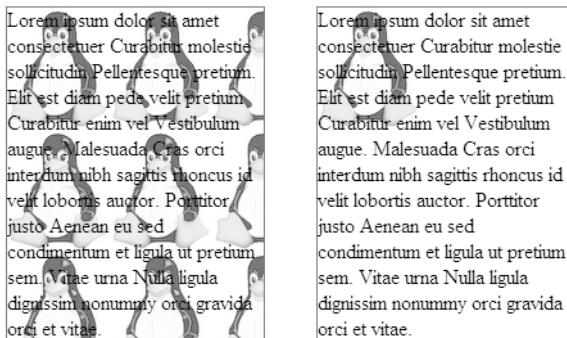 Lorem ipsum dolor sit amet
consectetuer Curabitur molestie
sollicitudin Pellentesque pretium.
Elit est diam pede velit pretium
Curabitur enim vel Vestibulum
augue. Malesuada Cras orci
interdum nibh sagittis rhoncus id
velit lobortis auctor. Porttitor
justo Aenean eu sed
condimentum et ligula ut pretium
sem. Vitae urna Nulla ligula
dignissim nonummy orci gravida
orci et vitae.
Lorem ipsum dolor sit amet
consectetuer Curabitur molestie
sollicitudin Pellentesque pretium.
Elit est diam pede velit pretium
Curabitur enim vel Vestibulum
augue. Malesuada Cras orci
interdum nibh sagittis rhoncus id
velit lobortis auctor. Porttitor
justo Aenean eu sed
condimentum et ligula ut pretium
sem. Vitae urna Nulla ligula
dignissim nonummy orci gravida
orci et vitae.